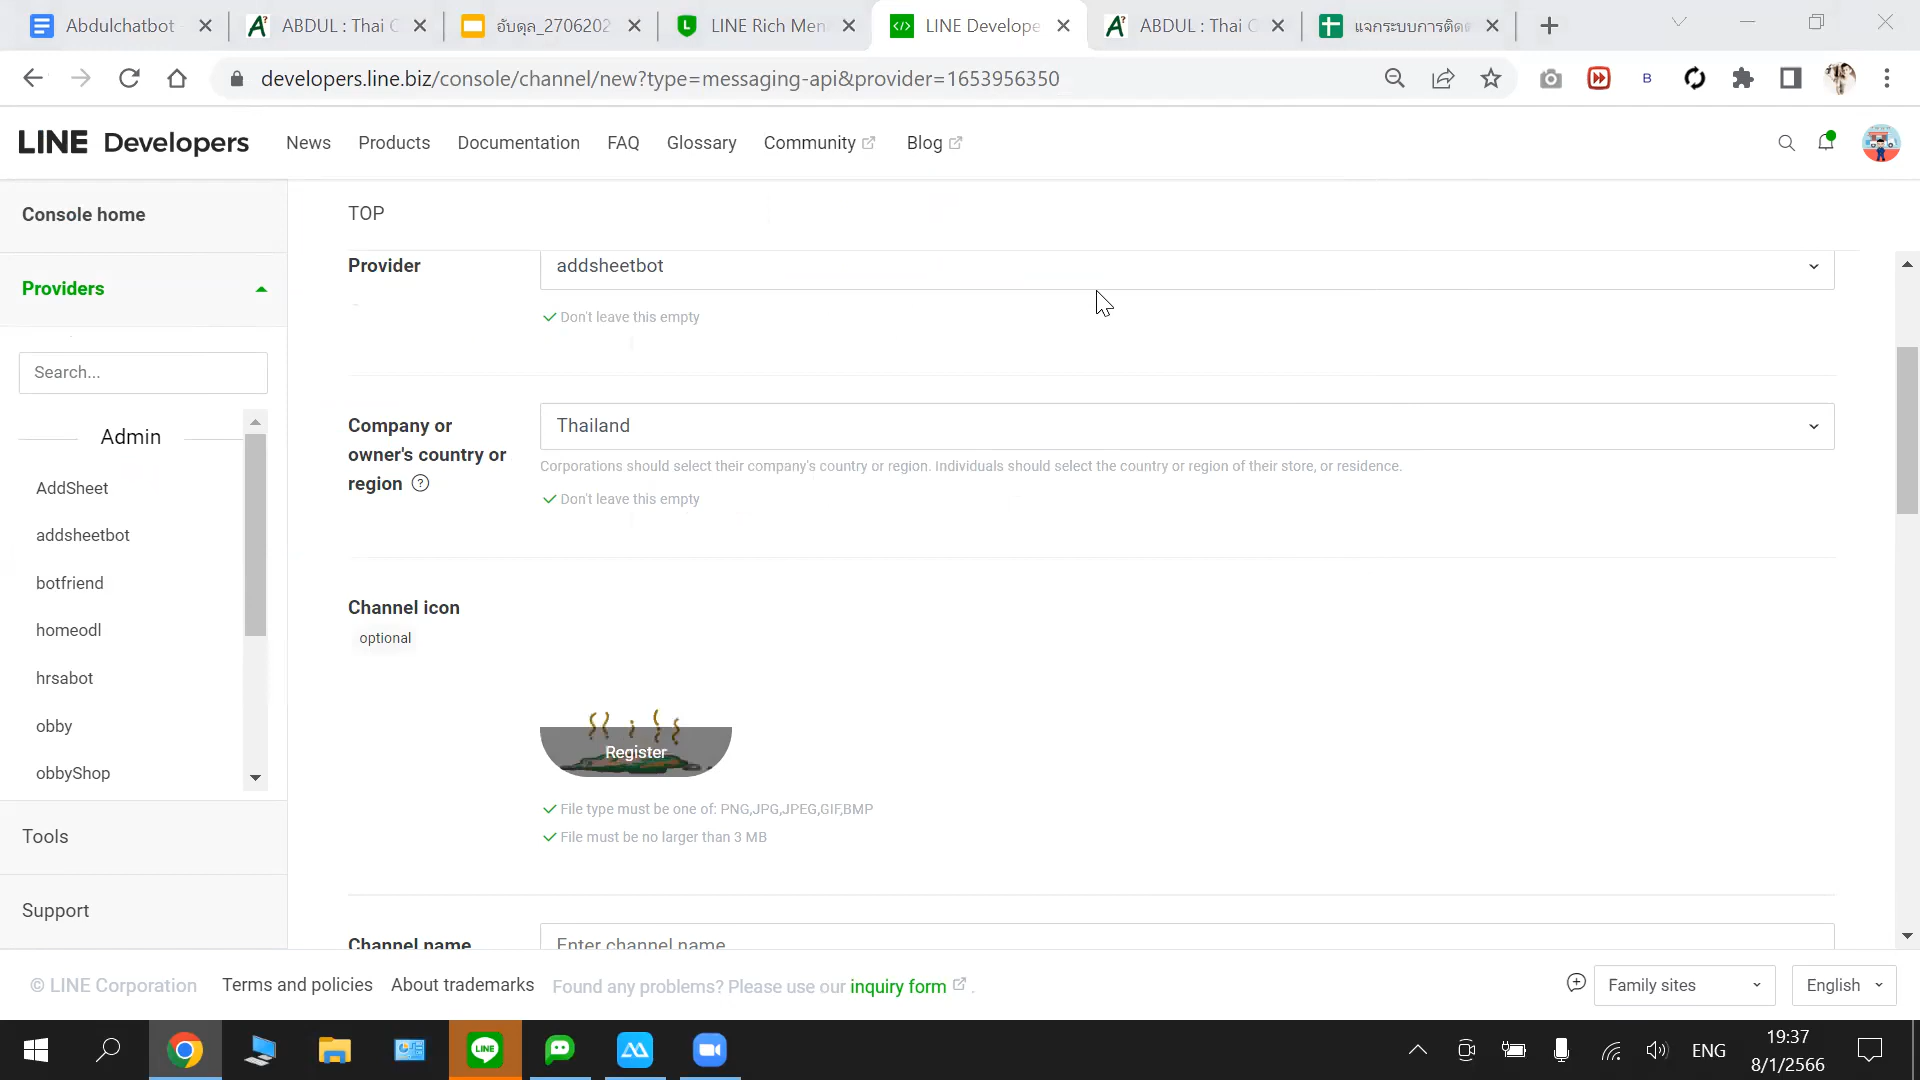 Abdulchatbot
ABDUL : Thai C
อับดุล_2706202
LINE Rich Men
LINE Develope
ABDUL : Thai C
แจกระบบการติดต
developers.line.biz/console/channel/new?type=messaging-api&provider=1653956350
LINE Developers
News
Products
Documentation
FAQ
Glossary
Community
Blog
Console home
Providers
Search...
Admin
AddSheet
addsheetbot
botfriend
homeodl
hrsabot
obby
obbyShop
Tools
Support
TOP
Provider
addsheetbot
Don't leave this empty
Company or
owner's country or
region
Thailand
Corporations should select their company's country or region. Individuals should select the country or region of their store, or residence.
Don't leave this empty
Channel icon
optional
Register
File type must be one of: PNG,JPG,JPEG,GIF,BMP
File must be no larger than 3 MB
Channel name
Enter channel name
© LINE Corporation
Terms and policies
About trademarks
Found any problems? Please use our inquiry form .
Family sites
English
LINE
ENG
19:37
8/1/2566